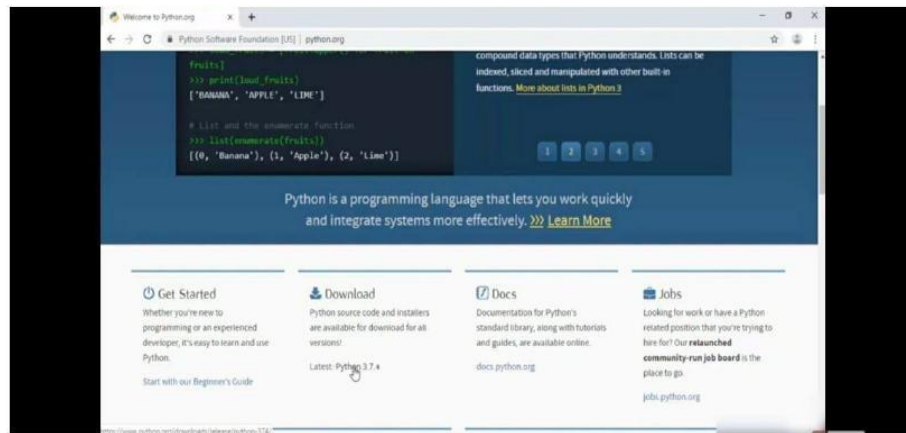 Welcome to Python.org
Python Software Foundation [US] | python.org
fruits]
>>> print(loud_fruits)
['BANANA', 'APPLE', 'LIME']
# List and the enumerate function
>>> list(enumerate(fruits))
[(0, 'Banana'), (1, 'Apple'), (2, 'Lime')]
compound data types that Python understands. Lists can be
indexed, sliced and manipulated with other built-in
functions. More about lists in Python 3
1 2 3 4 5
Python is a programming language that lets you work quickly
and integrate systems more effectively. >>> Learn More
Get Started
Whether you're new to
programming or an experienced
developer, it's easy to learn and use
Python.
Start with our Beginner's Guide
Download
Python source code and installers
are available for download for all
versions!
Latest: Python 3.7.4
Docs
Documentation for Python's
standard library, along with tutorials
and guides, are available online.
docs.python.org
Jobs
Looking for work or have a Python
related position that you're trying to
hire for? Our relaunched
community-run job board is the
place to go.
jobs.python.org
https://www.python.org/downloads/release/python-374/